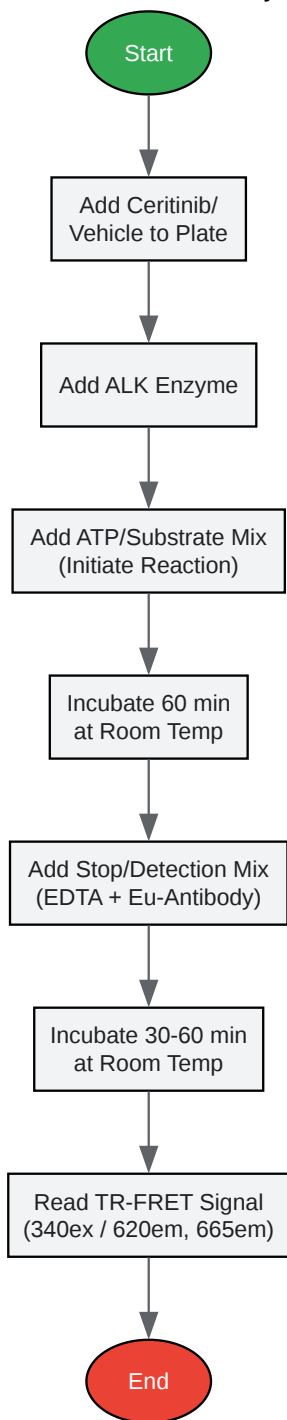 Start
Add Ceritinib/
Vehicle to Plate
Add ALK Enzyme
Add ATP/Substrate Mix
(Initiate Reaction)
Incubate 60 min
at Room Temp
Add Stop/Detection Mix
(EDTA + Eu-Antibody)
Incubate 30-60 min
at Room Temp
Read TR-FRET Signal
(340ex / 620em, 665em)
End